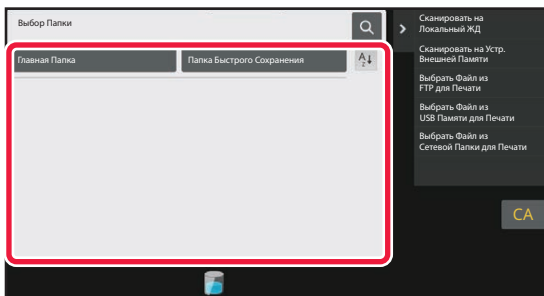 Выбор Папки
Главная Папка
Папка Быстрого Сохранения
A
Z
Сканировать на
Локальный ЖД
Сканировать на Устр.
Внешней Памяти
Выбрать Файл из
FTP для Печати
Выбрать Файл из
USB Памяти для Печати
Выбрать Файл из
Сетевой Папки для Печати
CA